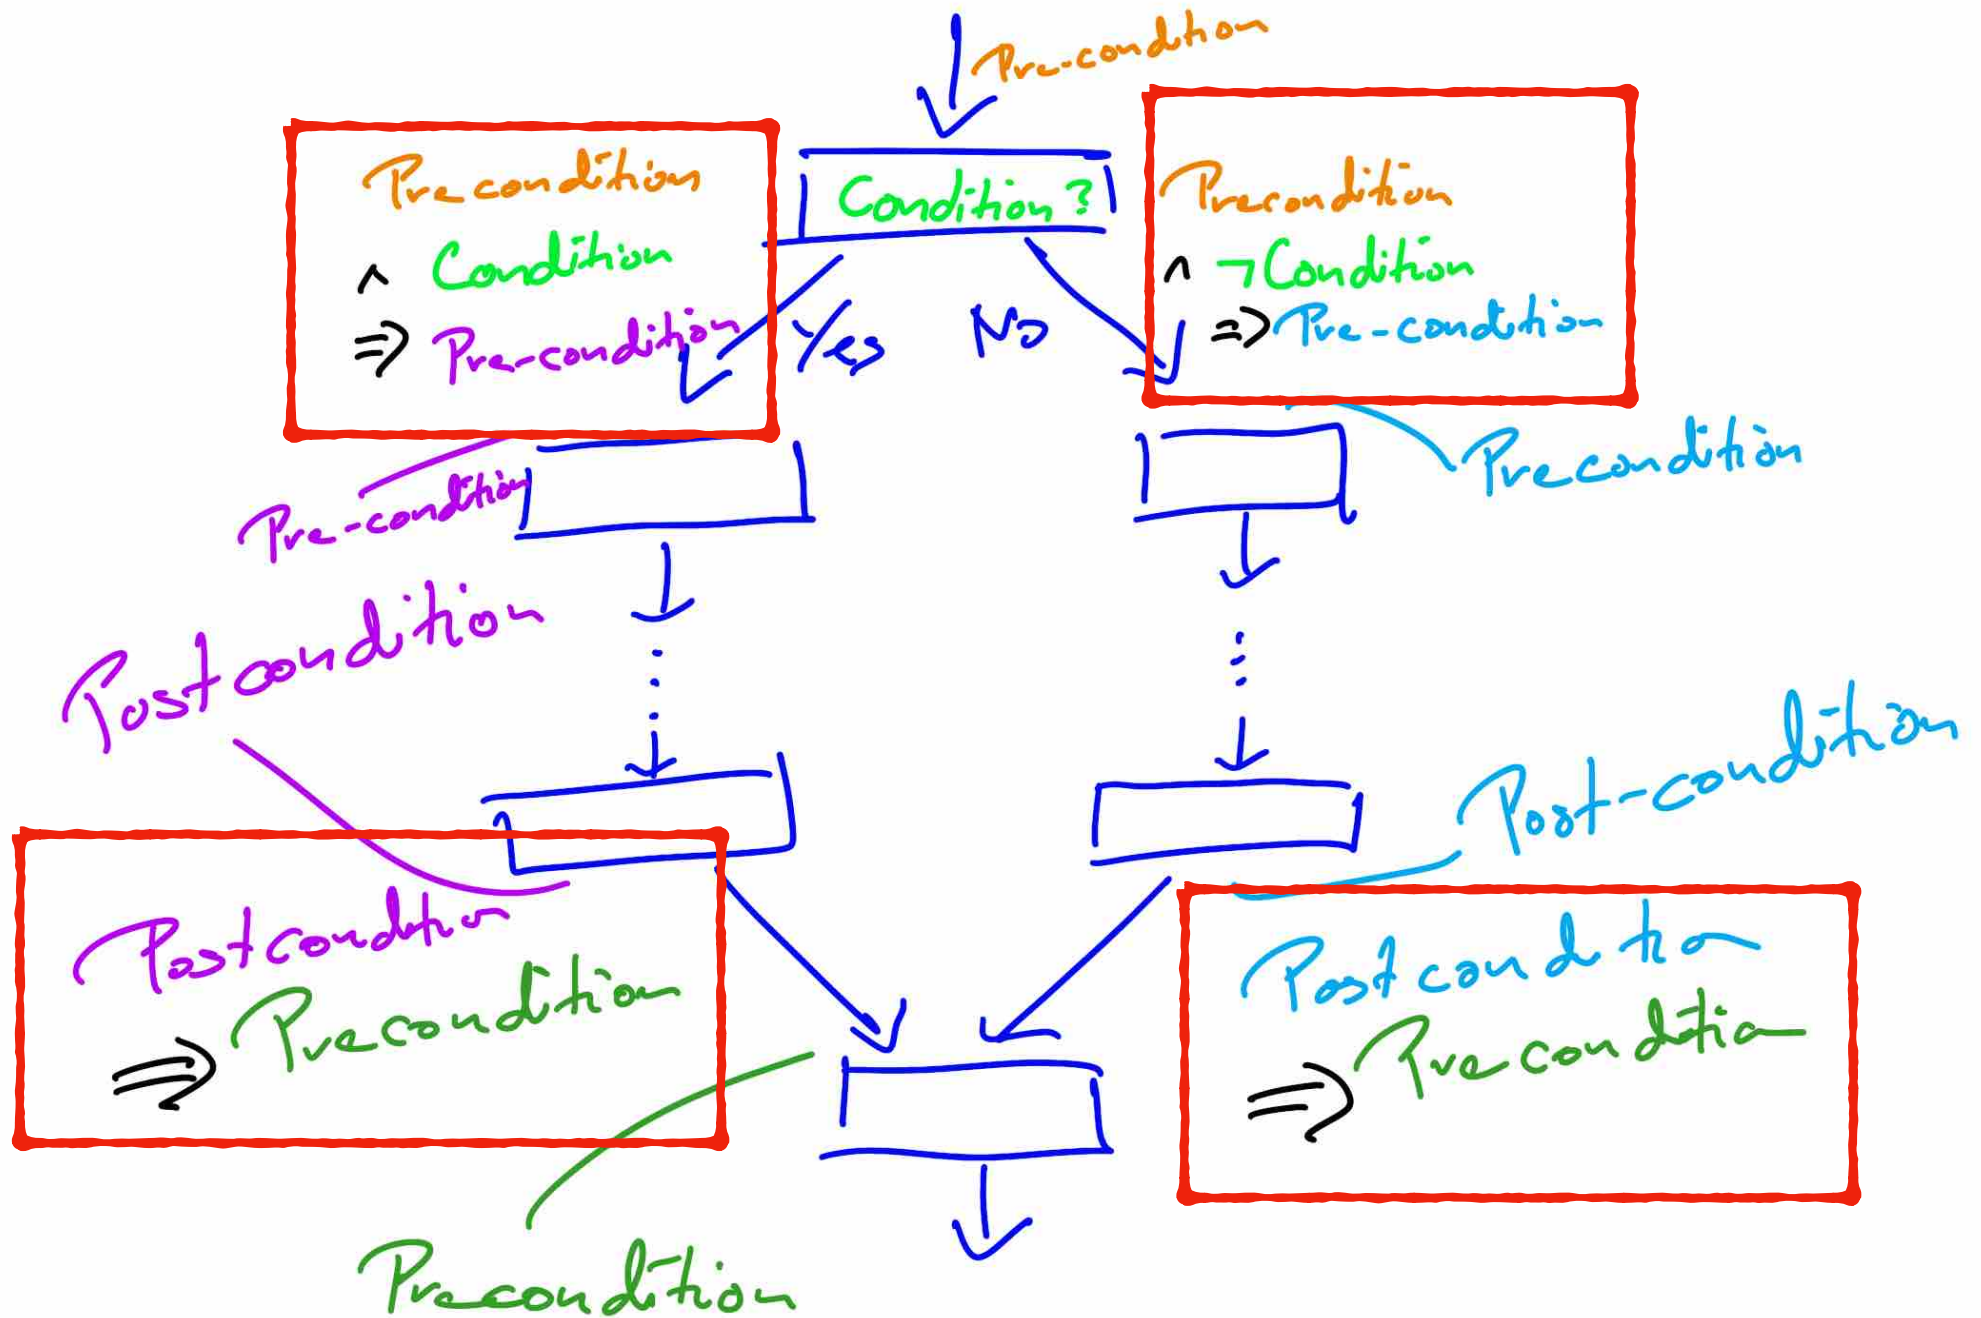 Pre-condition
Precondition
∧ Condition
⇒ Pre-condition
Condition?
Precondition
∧ ¬Condition
⇒ Pre-condition
Yes
No
Pre-condition
Precondition
Postcondition
Post-condition
Postcondition
⇒ Precondition
Postcondition
⇒ Precondition
Precondition